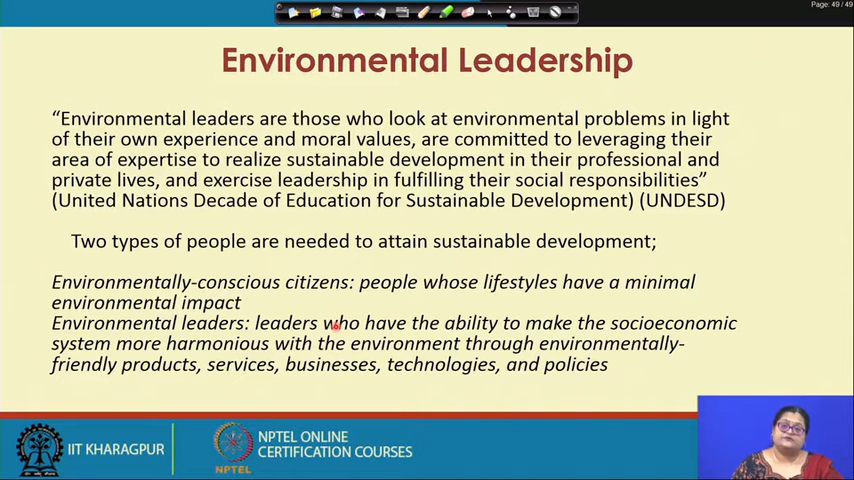 Page: 49 / 49
Environmental Leadership
“Environmental leaders are those who look at environmental problems in light
of their own experience and moral values, are committed to leveraging their
area of expertise to realize sustainable development in their professional and
private lives, and exercise leadership in fulfilling their social responsibilities”
(United Nations Decade of Education for Sustainable Development) (UNDESD)
Two types of people are needed to attain sustainable development;
Environmentally-conscious citizens: people whose lifestyles have a minimal
environmental impact
Environmental leaders: leaders who have the ability to make the socioeconomic
system more harmonious with the environment through environmentally-
friendly products, services, businesses, technologies, and policies
IIT KHARAGPUR
NPTEL
NPTEL ONLINE
CERTIFICATION COURSES